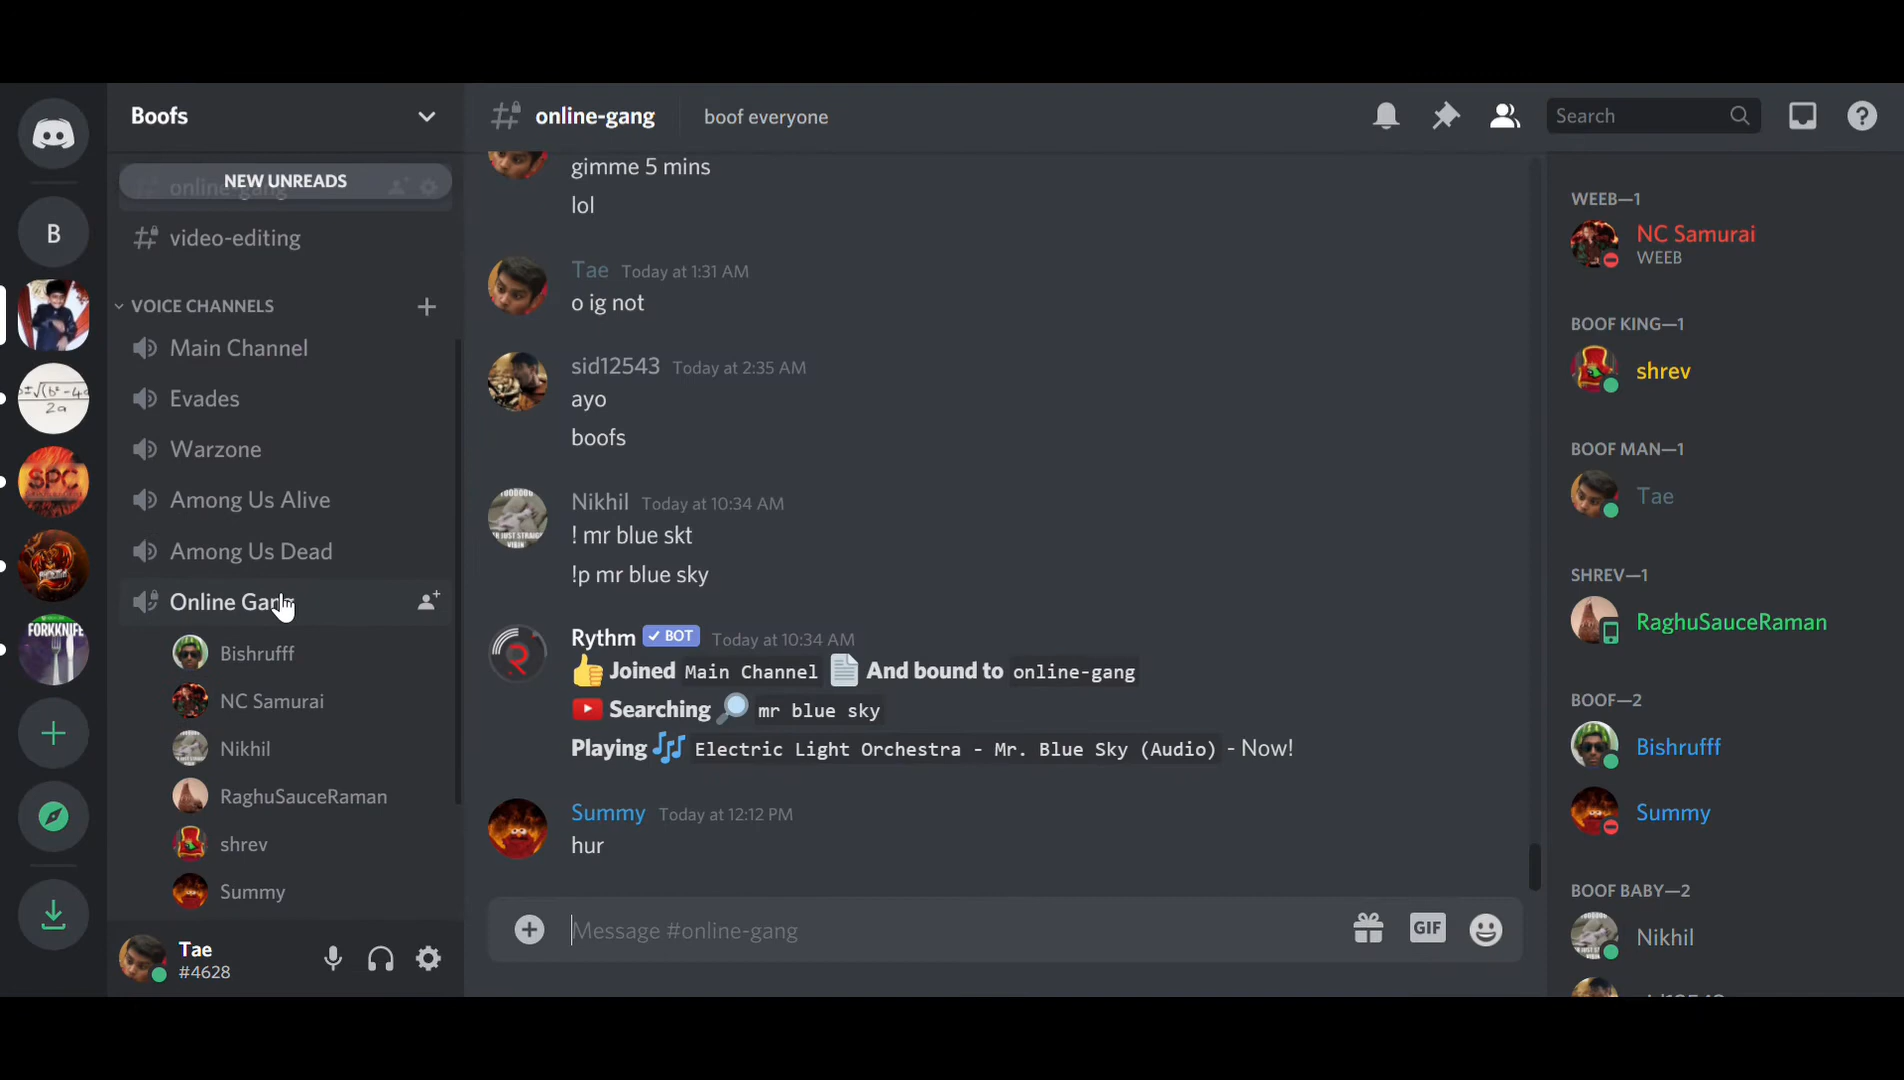 Boofs
online-gang
boof everyone
Search
NEW UNREADS
online-gang
video-editing
VOICE CHANNELS
Main Channel
Evades
Warzone
Among Us Alive
Among Us Dead
Online Gang
Bishrufff
NC Samurai
Nikhil
RaghuSauceRaman
shrev
Summy
Tae
#4628
B
SPC
FORKKNIFE
gimme 5 mins
lol
Tae Today at 1:31 AM
o ig not
sid12543 Today at 2:35 AM
ayo
boofs
Nikhil Today at 10:34 AM
! mr blue skt
!p mr blue sky
Rythm ✓ BOT Today at 10:34 AM
👍 Joined Main Channel 📄 And bound to online-gang
Searching 🔎 mr blue sky
Playing 🎶 Electric Light Orchestra - Mr. Blue Sky (Audio) - Now!
Summy Today at 12:12 PM
hur
Message #online-gang
GIF
WEEB—1
NC Samurai
WEEB
BOOF KING—1
shrev
BOOF MAN—1
Tae
SHREV—1
RaghuSauceRaman
BOOF—2
Bishrufff
Summy
BOOF BABY—2
Nikhil